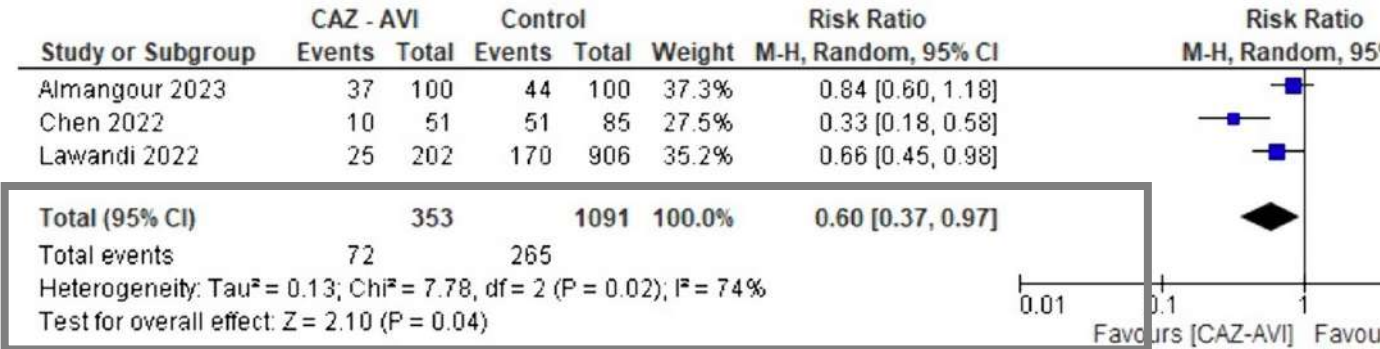 CAZ - AVI Control Risk Ratio Risk Ratio
Study or Subgroup Events Total Events Total Weight M-H, Random, 95% CI M-H, Random, 95%
Almangour 2023 37 100 44 100 37.3% 0.84 [0.60, 1.18]
Chen 2022 10 51 51 85 27.5% 0.33 [0.18, 0.58]
Lawandi 2022 25 202 170 906 35.2% 0.66 [0.45, 0.98]
Total (95% CI) 353 1091 100.0% 0.60 [0.37, 0.97]
Total events 72 265
Heterogeneity: Tau² = 0.13; Chi² = 7.78, df = 2 (P = 0.02); I² = 74%
Test for overall effect: Z = 2.10 (P = 0.04)
0.01 0.1 1
Favours [CAZ-AVI] Favou